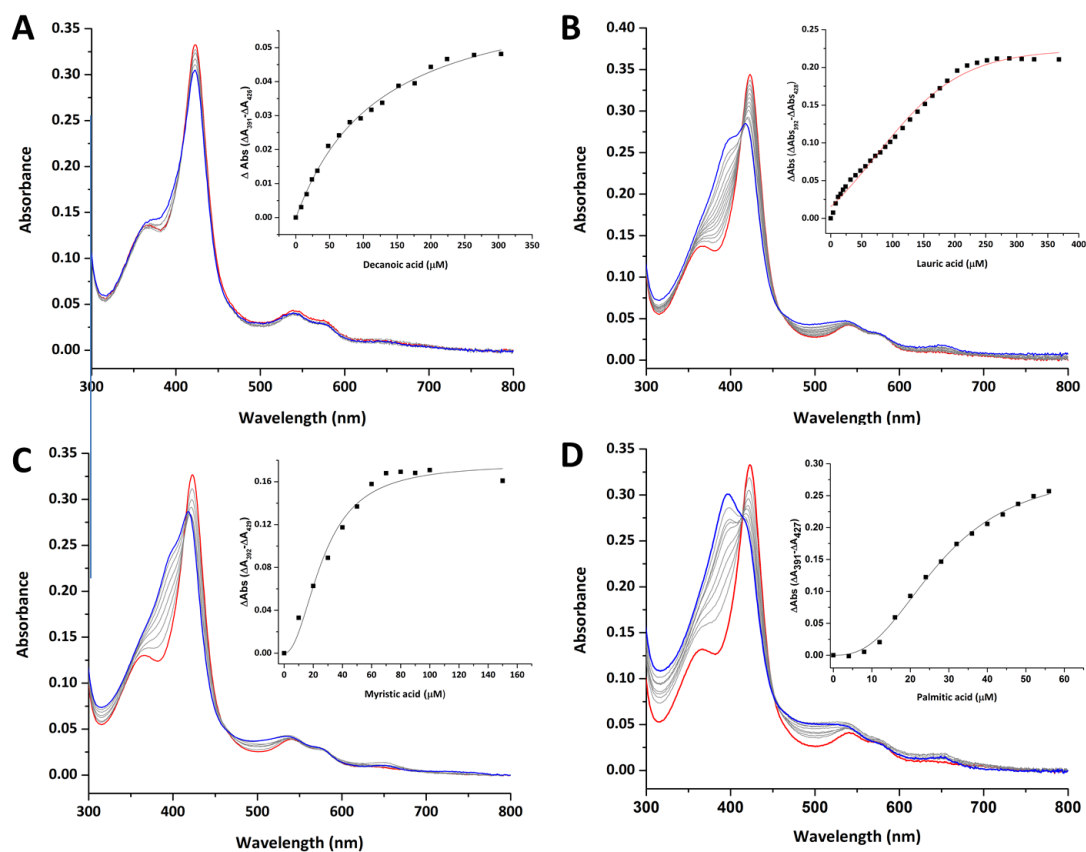 A
0.35
0.30
0.25
0.20
0.15
0.10
0.05
0.00
Absorbance
300 400 500 600 700 800
Wavelength (nm)
0.05
0.04
0.03
0.02
0.01
0.00
Δ Abs (ΔA391-ΔA426)
0 50 100 150 200 250 300 350
Decanoic acid (μM)
B
0.40
0.35
0.30
0.25
0.20
0.15
0.10
0.05
0.00
Absorbance
300 400 500 600 700 800
Wavelength (nm)
0.25
0.20
0.15
0.10
0.05
0.00
ΔAbs (ΔAbs392-ΔAbs428)
0 50 100 150 200 250 300 350 400
Lauric acid (μM)
C
0.35
0.30
0.25
0.20
0.15
0.10
0.05
0.00
Absorbance
300 400 500 600 700 800
Wavelength (nm)
0.16
0.12
0.08
0.04
0.00
ΔAbs (ΔA392-ΔA429)
0 20 40 60 80 100 120 140 160
Myristic acid (μM)
D
0.35
0.30
0.25
0.20
0.15
0.10
0.05
0.00
Absorbance
300 400 500 600 700 800
Wavelength (nm)
0.30
0.25
0.20
0.15
0.10
0.05
0.00
ΔAbs (ΔA391-ΔA427)
0 10 20 30 40 50 60
Palmitic acid (μM)